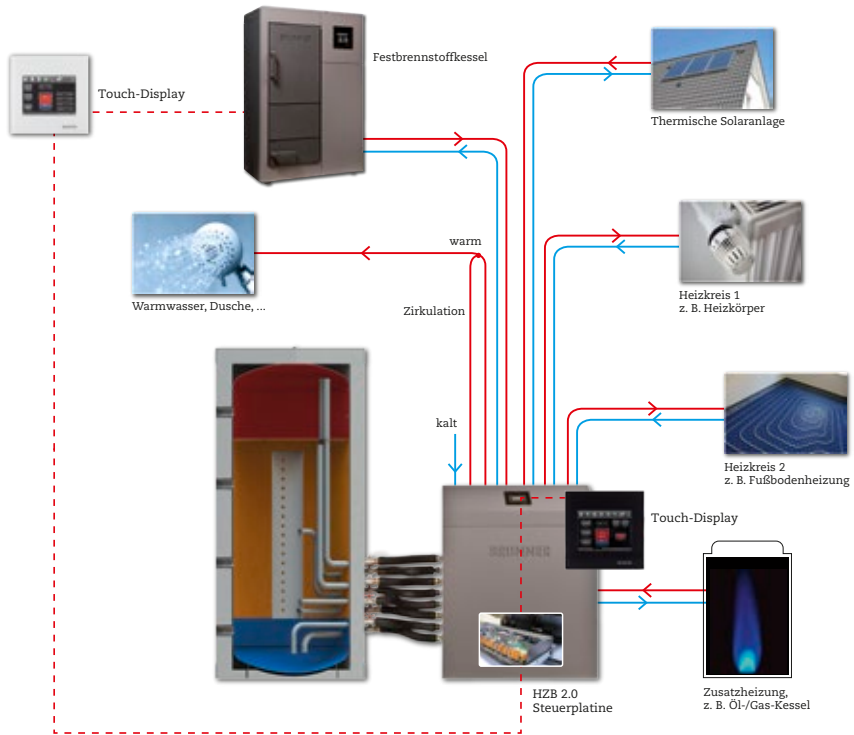 Festbrennstoffkessel
Touch-Display
Thermische Solaranlage
warm
Warmwasser, Dusche, ...
Zirkulation
Heizkreis 1
z. B. Heizkörper
kalt
Heizkreis 2
z. B. Fußbodenheizung
Touch-Display
BRUNNER
HZB 2.0
Steuerplatine
Zusatzheizung,
z. B. Öl-/Gas-Kessel